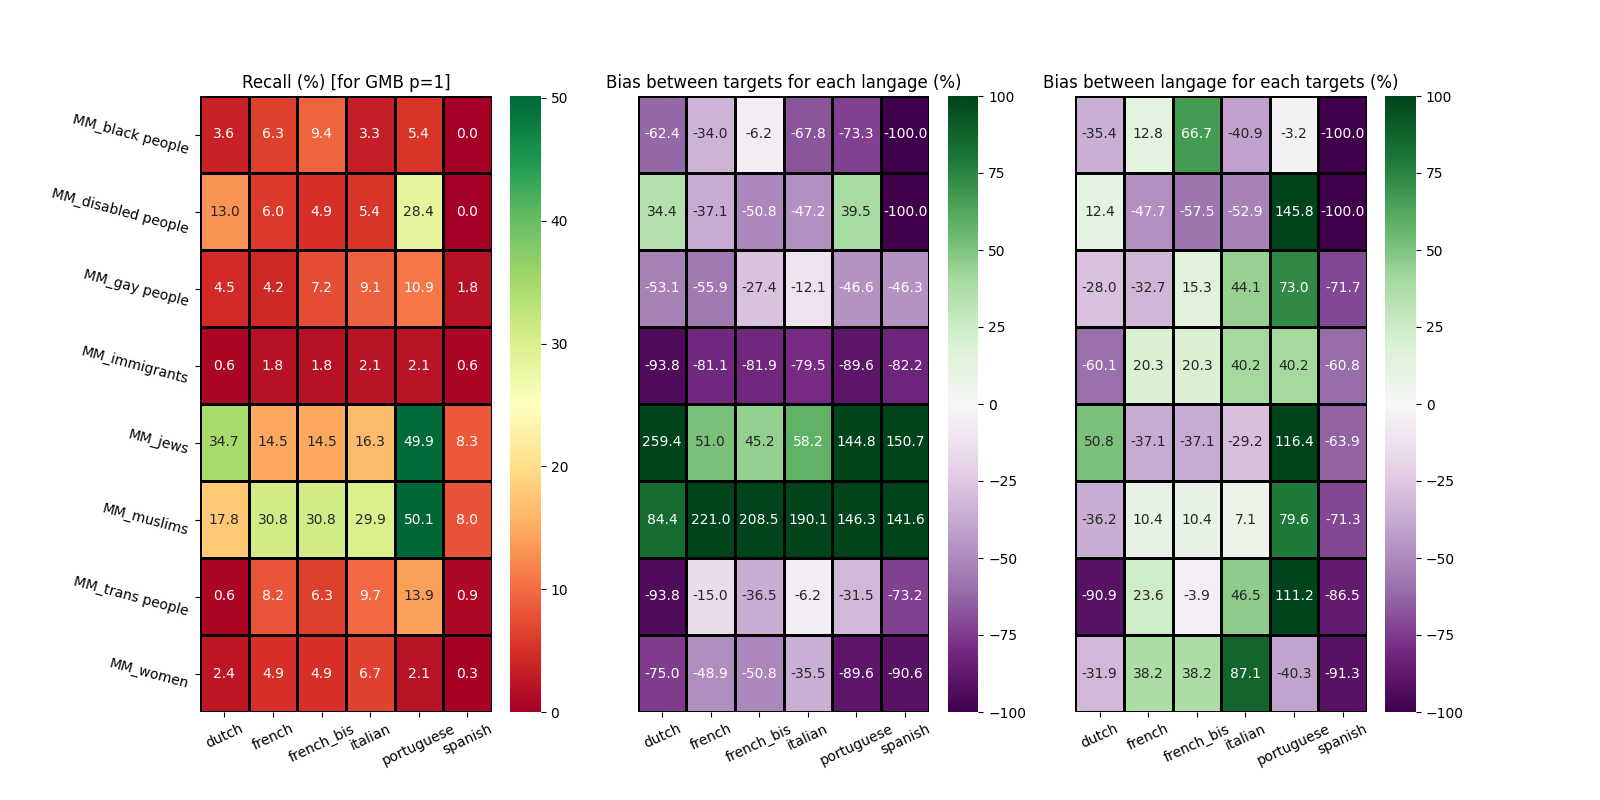 Recall (%) [for GMB p=1]
Bias between targets for each langage (%)
Bias between langage for each targets (%)
MM_black people 3.6 6.3 9.4 3.3 5.4 0.0 -62.4 -34.0 -6.2 -67.8 -73.3 -100.0 -35.4 12.8 66.7 -40.9 -3.2 -100.0
MM_disabled people 13.0 6.0 4.9 5.4 28.4 0.0 34.4 -37.1 -50.8 -47.2 39.5 -100.0 12.4 -47.7 -57.5 -52.9 145.8 -100.0
MM_gay people 4.5 4.2 7.2 9.1 10.9 1.8 -53.1 -55.9 -27.4 -12.1 -46.6 -46.3 -28.0 -32.7 15.3 44.1 73.0 -71.7
MM_immigrants 0.6 1.8 1.8 2.1 2.1 0.6 -93.8 -81.1 -81.9 -79.5 -89.6 -82.2 -60.1 20.3 20.3 40.2 40.2 -60.8
MM_jews 34.7 14.5 14.5 16.3 49.9 8.3 259.4 51.0 45.2 58.2 144.8 150.7 50.8 -37.1 -37.1 -29.2 116.4 -63.9
MM_muslims 17.8 30.8 30.8 29.9 50.1 8.0 84.4 221.0 208.5 190.1 146.3 141.6 -36.2 10.4 10.4 7.1 79.6 -71.3
MM_trans people 0.6 8.2 6.3 9.7 13.9 0.9 -93.8 -15.0 -36.5 -6.2 -31.5 -73.2 -90.9 23.6 -3.9 46.5 111.2 -86.5
MM_women 2.4 4.9 4.9 6.7 2.1 0.3 -75.0 -48.9 -50.8 -35.5 -89.6 -90.6 -31.9 38.2 38.2 87.1 -40.3 -91.3
dutch french french_bis italian portuguese spanish
dutch french french_bis italian portuguese spanish
dutch french french_bis italian portuguese spanish
50
40
30
20
10
0
100
75
50
25
0
−25
−50
−75
−100
100
75
50
25
0
−25
−50
−75
−100